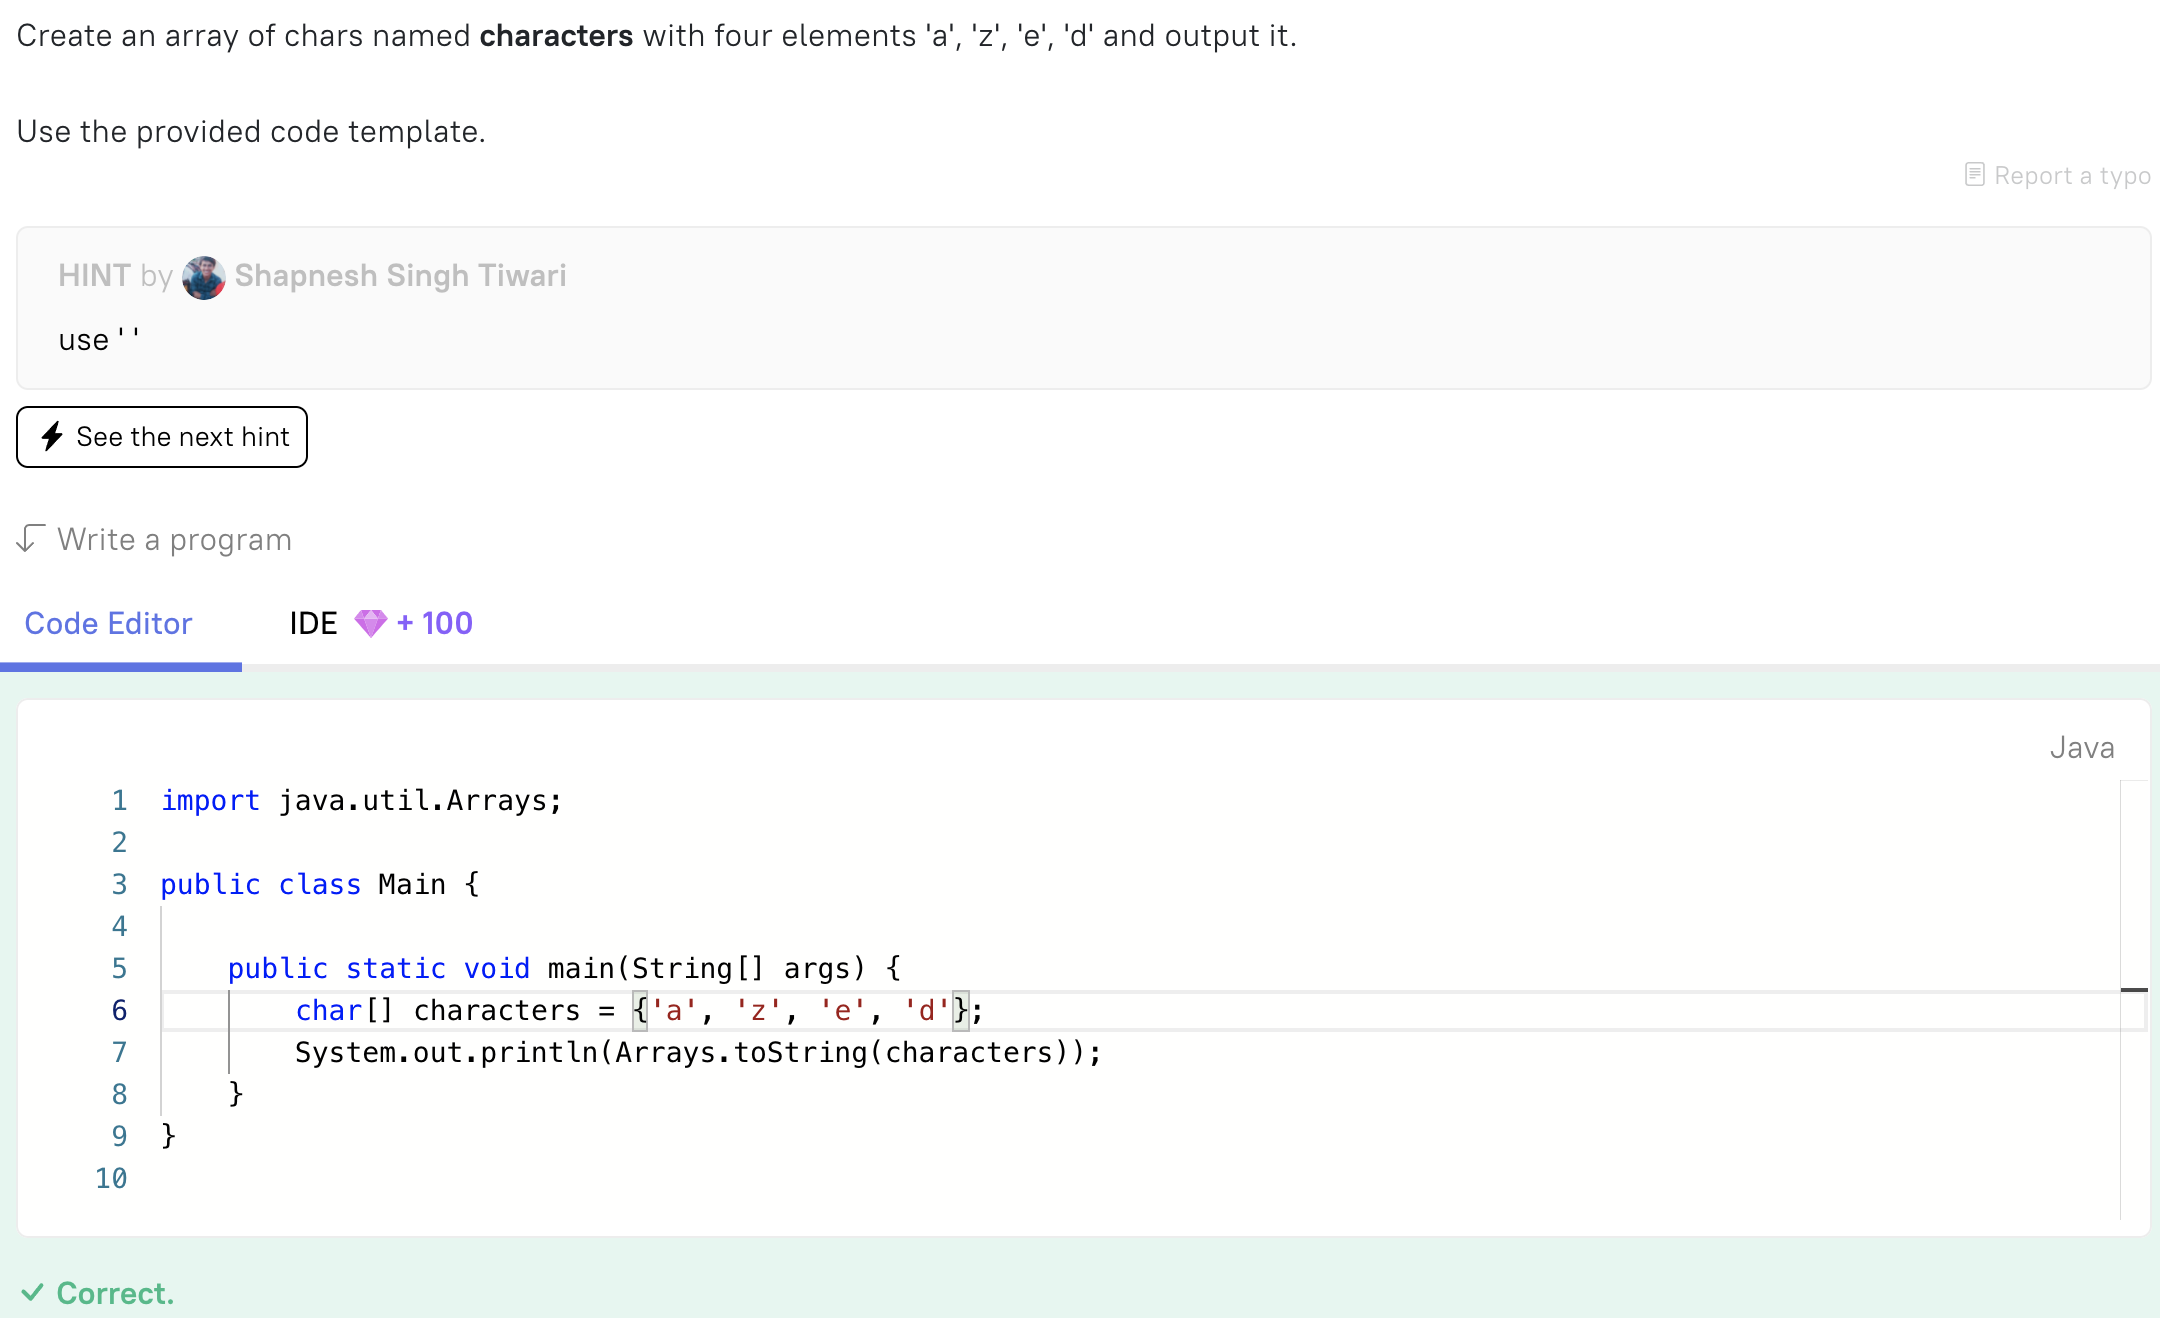 Create an array of chars named characters with four elements 'a', 'z', 'e', 'd' and output it.
Use the provided code template.
Report a typo
HINT by Shapnesh Singh Tiwari
use ' '
See the next hint
Write a program
Code Editor IDE + 100
Java
1 import java.util.Arrays;
2
3 public class Main {
4
5     public static void main(String[] args) {
6         char[] characters = {'a', 'z', 'e', 'd'};
7         System.out.println(Arrays.toString(characters));
8     }
9 }
10
Correct.